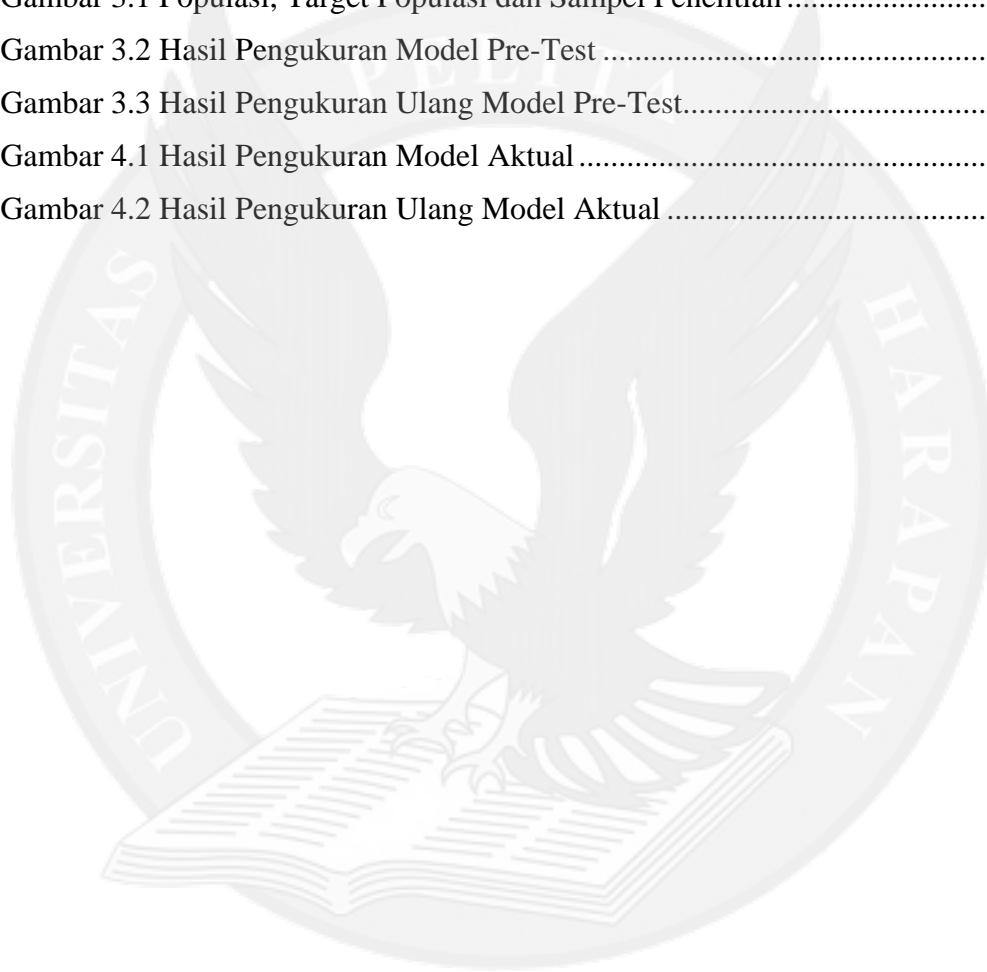 Gambar 3.1 Populasi, Target Populasi dan Sampel Penelitian ..........................
Gambar 3.2 Hasil Pengukuran Model Pre-Test .................................................
Gambar 3.3 Hasil Pengukuran Ulang Model Pre-Test.......................................
Gambar 4.1 Hasil Pengukuran Model Aktual ....................................................
Gambar 4.2 Hasil Pengukuran Ulang Model Aktual .........................................
UNIVERSITAS PELITA HARAPAN